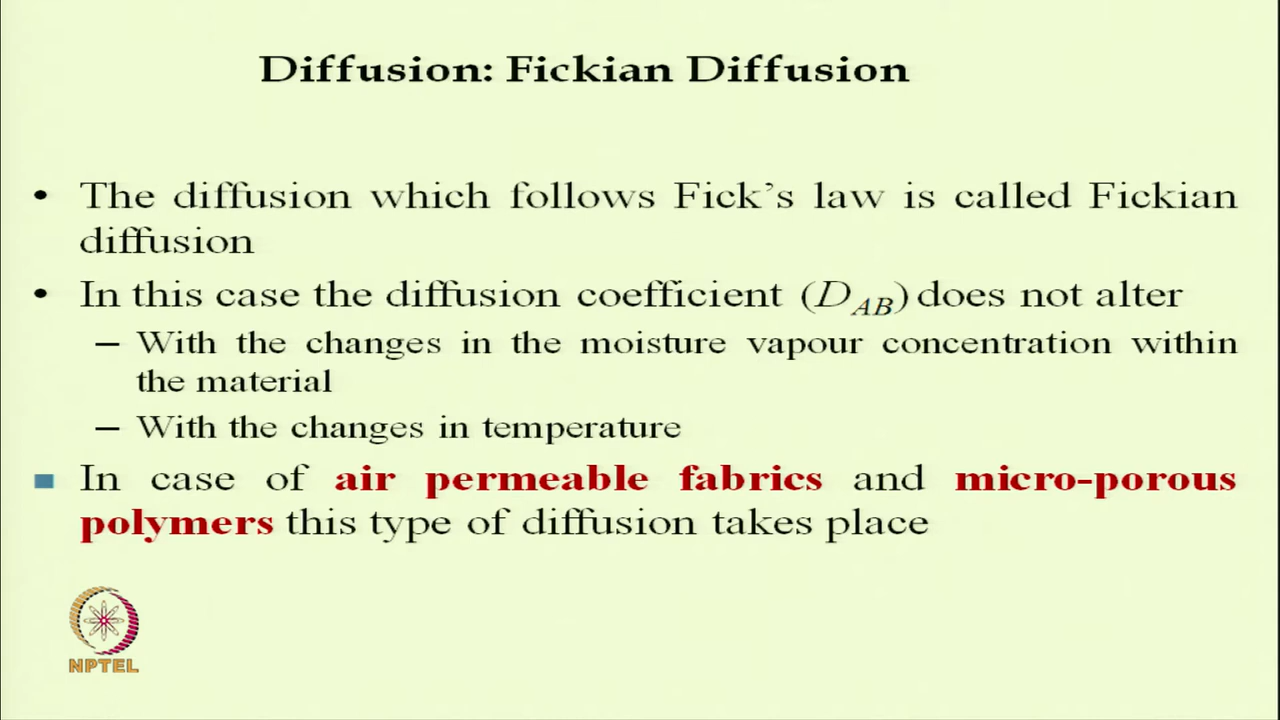 Diffusion: Fickian Diffusion
• The diffusion which follows Fick's law is called Fickian
diffusion
• In this case the diffusion coefficient (D_AB) does not alter
– With the changes in the moisture vapour concentration within
the material
– With the changes in temperature
■ In case of air permeable fabrics and micro-porous
polymers this type of diffusion takes place
NPTEL